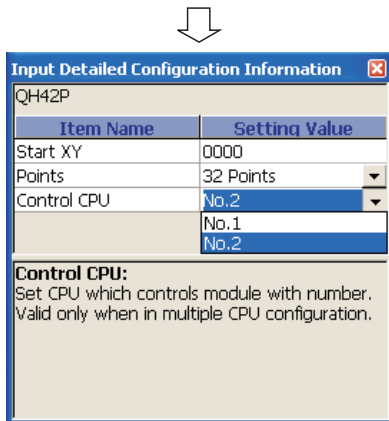 Input Detailed Configuration Information
QH42P
Item Name Setting Value
Start XY 0000
Points 32 Points
Control CPU No.2
No.1
No.2
Control CPU:
Set CPU which controls module with number.
Valid only when in multiple CPU configuration.